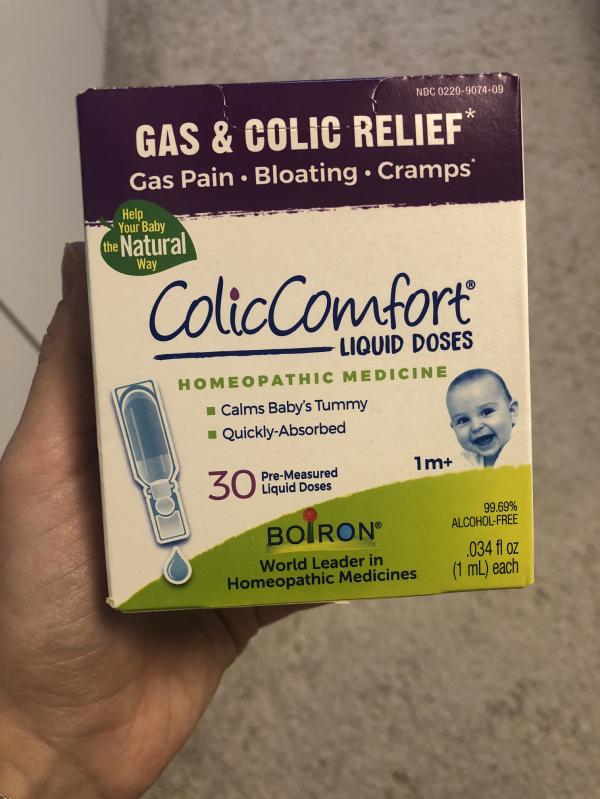 NDC 0220-9074-09
GAS & COLIC RELIEF*
Gas Pain • Bloating • Cramps*
Help
Your Baby
the Natural
Way
ColicComfort®
LIQUID DOSES
HOMEOPATHIC MEDICINE
Calms Baby's Tummy
Quickly-Absorbed
1m+
30 Pre-Measured
Liquid Doses
99.69%
ALCOHOL-FREE
BOIRON®
World Leader in
Homeopathic Medicines
.034 fl oz
(1 mL) each